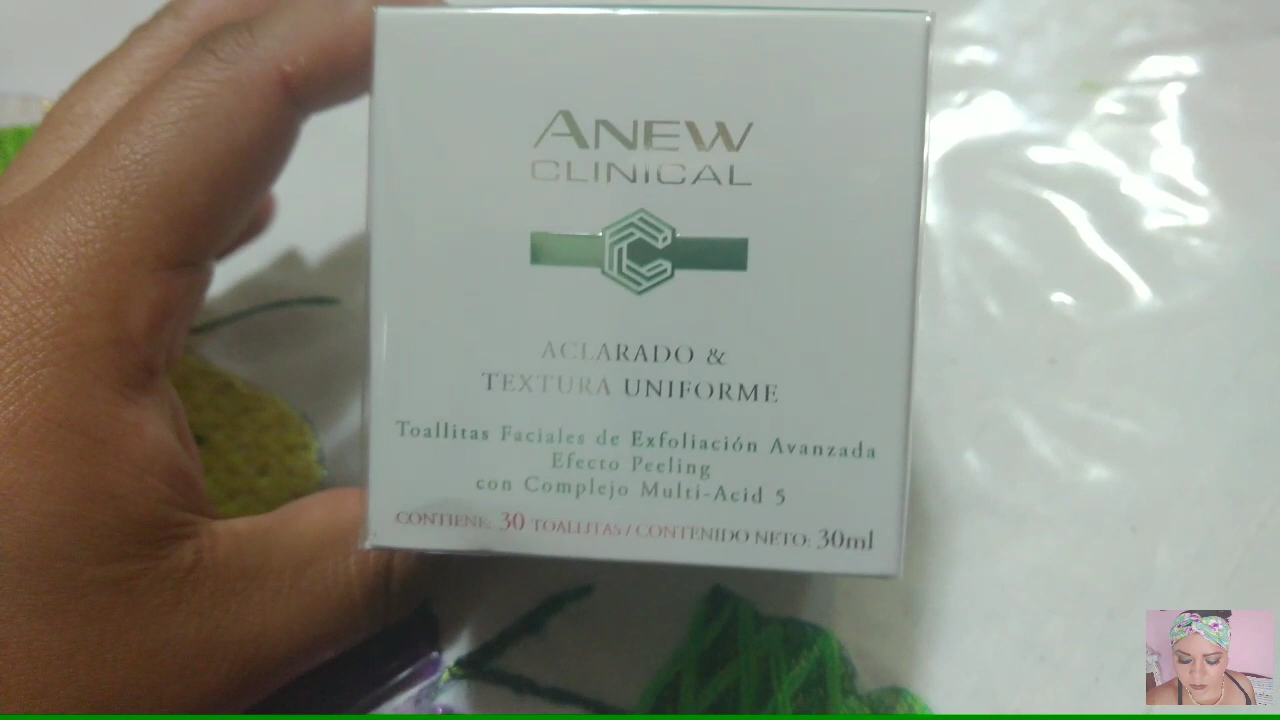 ANEW
CLINICAL
ACLARADO &
TEXTURA UNIFORME
Toallitas Faciales de Exfoliación Avanzada
Efecto Peeling
con Complejo Multi-Acid 5
CONTIENE: 30 TOALLITAS / CONTENIDO NETO: 30ml